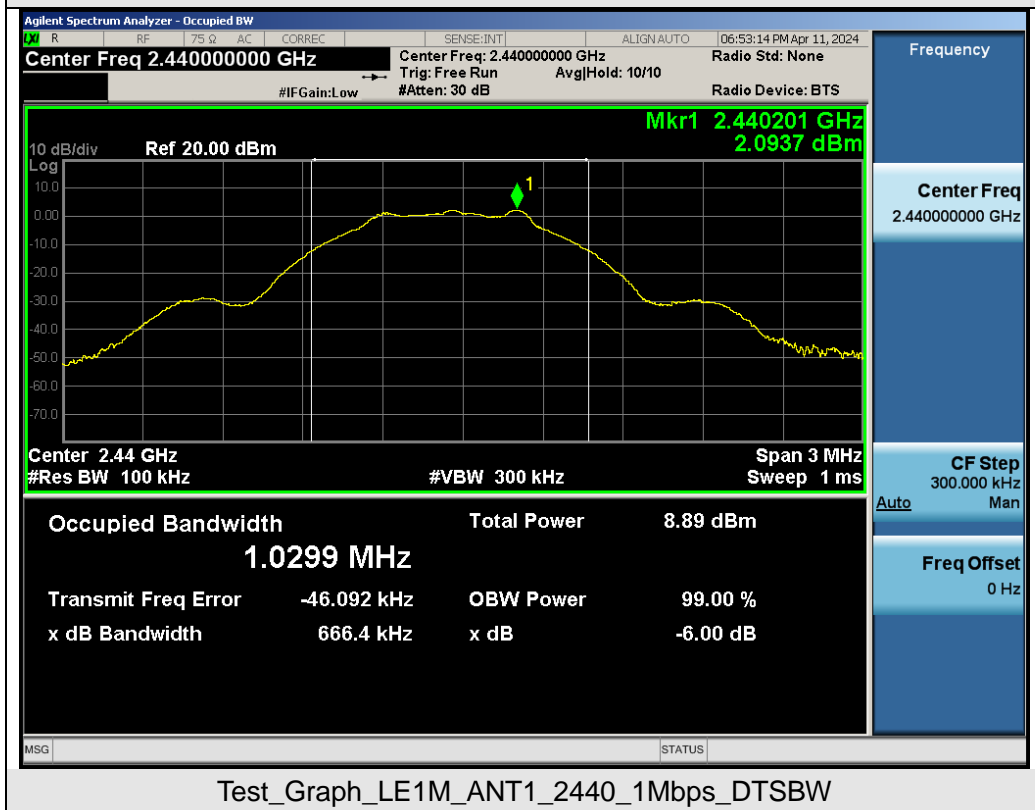 Agilent Spectrum Analyzer - Occupied BW
LXI R RF 75 Ω AC CORREC SENSE:INT ALIGN AUTO 06:53:14 PM Apr 11, 2024
Center Freq 2.440000000 GHz
Center Freq: 2.440000000 GHz Radio Std: None
Trig: Free Run Avg|Hold: 10/10
#IFGain:Low #Atten: 30 dB Radio Device: BTS
Frequency
Mkr1 2.440201 GHz
2.0937 dBm
10 dB/div Ref 20.00 dBm
Log
10.0
0.00
-10.0
-20.0
-30.0
-40.0
-50.0
-60.0
-70.0
1
Center 2.44 GHz Span 3 MHz
#Res BW 100 kHz #VBW 300 kHz Sweep 1 ms
Center Freq
2.440000000 GHz
CF Step
300.000 kHz
Auto Man
Freq Offset
0 Hz
Occupied Bandwidth Total Power 8.89 dBm
1.0299 MHz
Transmit Freq Error -46.092 kHz OBW Power 99.00 %
x dB Bandwidth 666.4 kHz x dB -6.00 dB
MSG STATUS
Test_Graph_LE1M_ANT1_2440_1Mbps_DTSBW